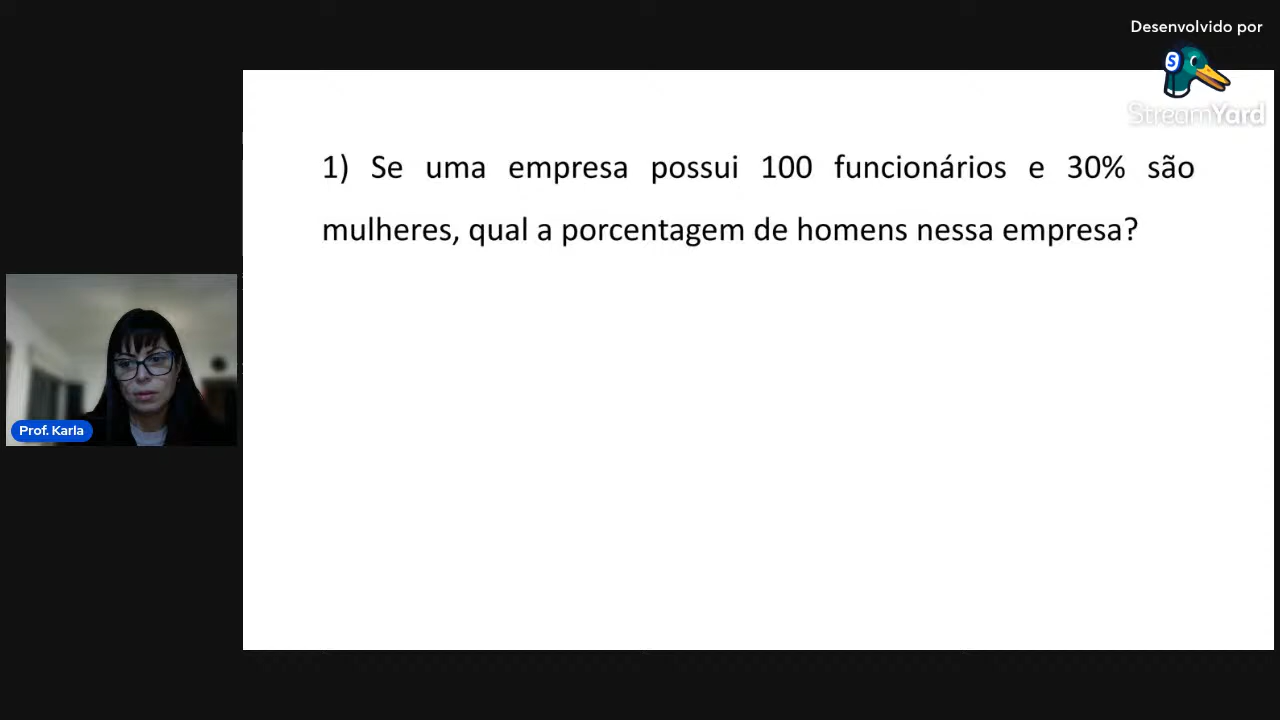 Desenvolvido por
S
StreamYard
1) Se uma empresa possui 100 funcionários e 30% são
mulheres, qual a porcentagem de homens nessa empresa?
Prof. Karla